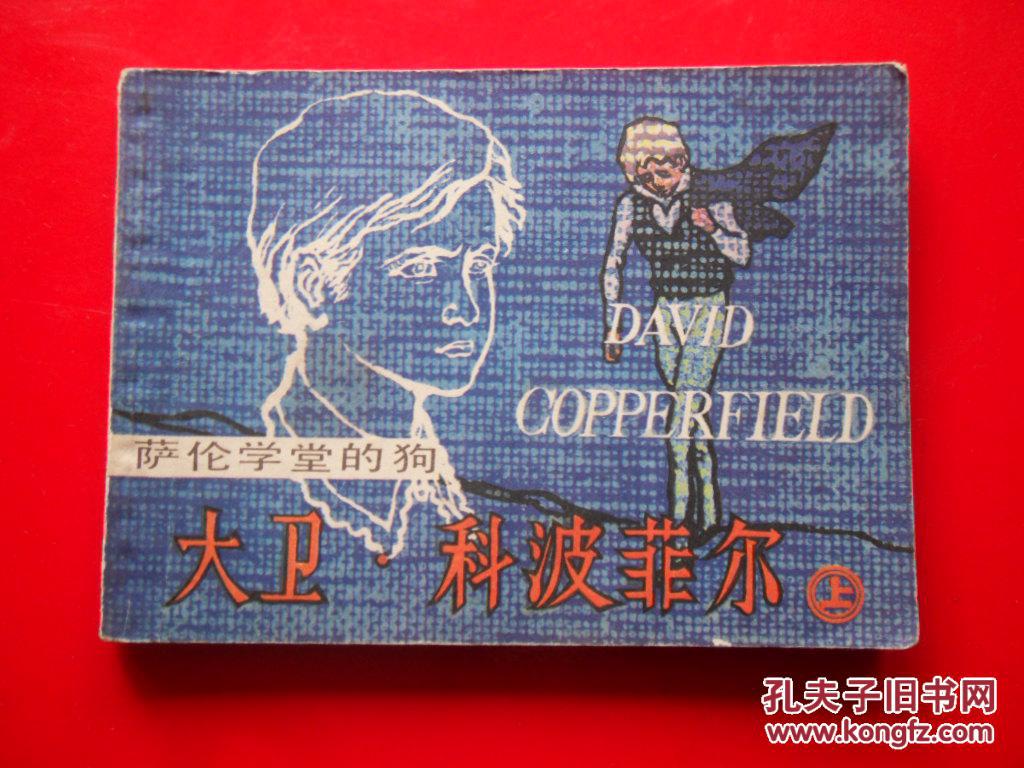 DAVID
COPPERFIELD
萨伦学堂的狗
大卫·科波菲尔 上
孔夫子旧书网
www.kongfz.com